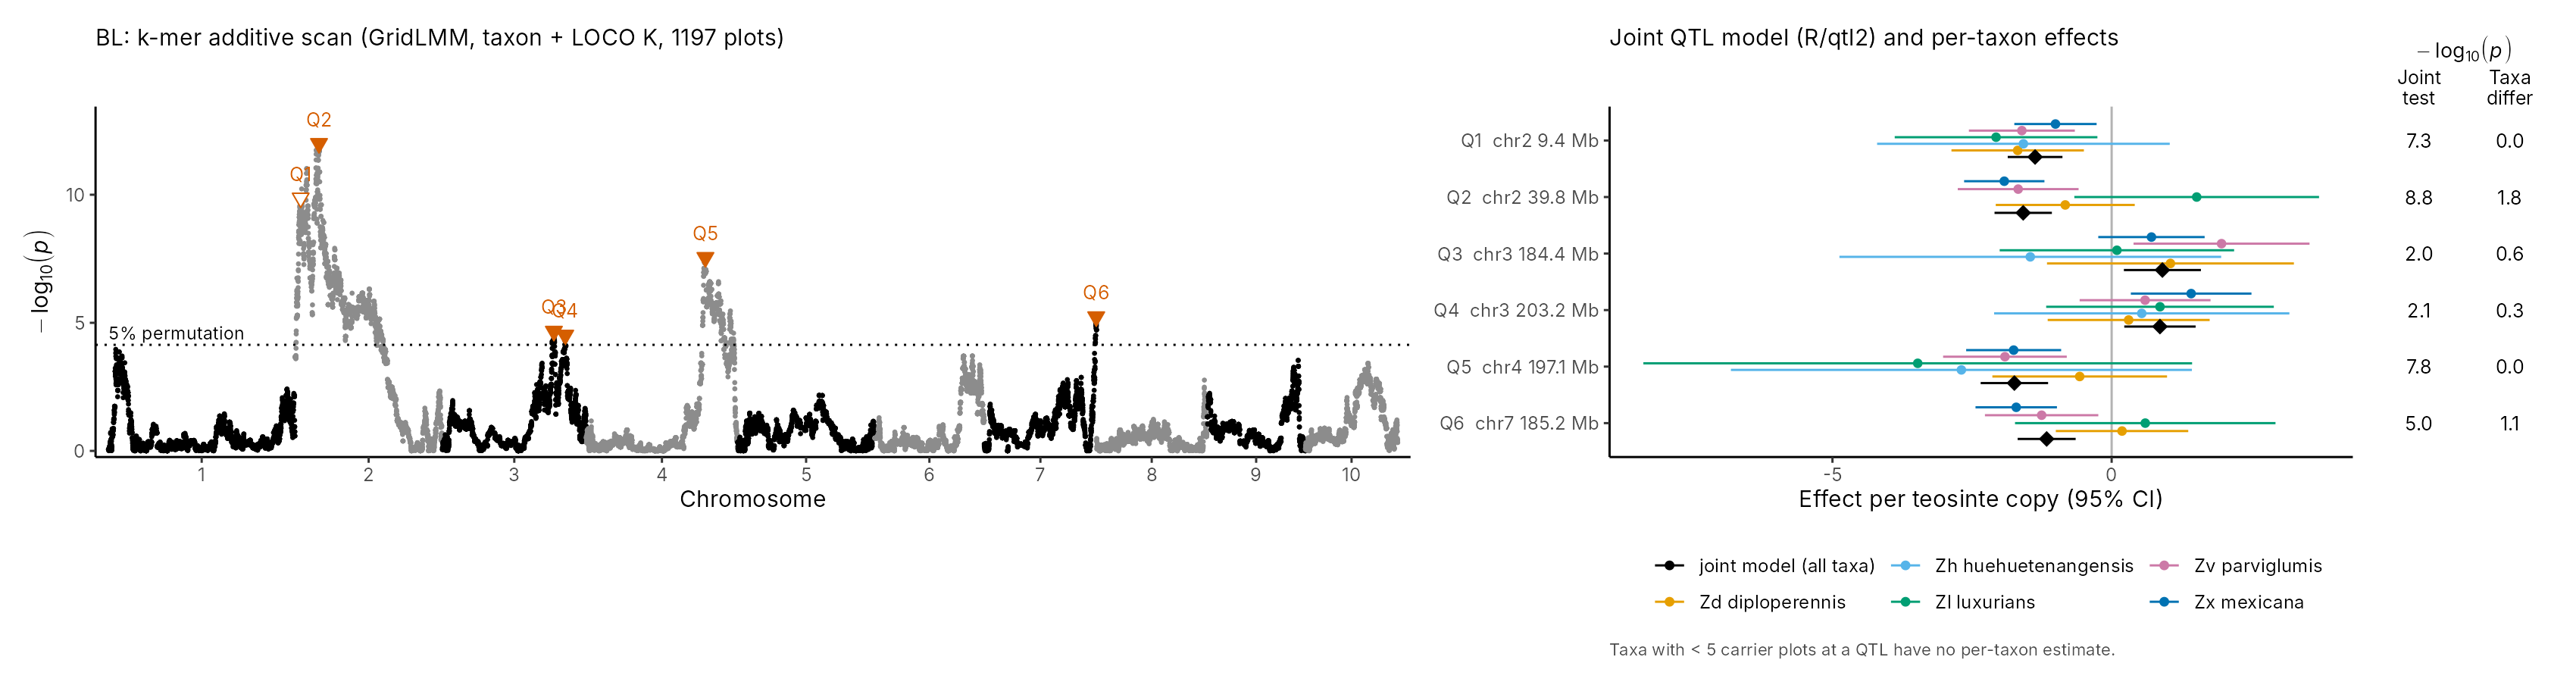 BL: k-mer additive scan (GridLMM, taxon + LOCO K, 1197 plots)
Q2
Q1
Q5
Q3
Q4
Q6
10
5
0
5% permutation
− log10(p)
1 2 3 4 5 6 7 8 9 10
Chromosome
Joint QTL model (R/qtl2) and per-taxon effects
− log10(p)
Joint test
Taxa differ
Q1 chr2 9.4 Mb 7.3 0.0
Q2 chr2 39.8 Mb 8.8 1.8
Q3 chr3 184.4 Mb 2.0 0.6
Q4 chr3 203.2 Mb 2.1 0.3
Q5 chr4 197.1 Mb 7.8 0.0
Q6 chr7 185.2 Mb 5.0 1.1
-5 0
Effect per teosinte copy (95% CI)
joint model (all taxa) Zh huehuetenangensis Zv parviglumis
Zd diploperennis Zl luxurians Zx mexicana
Taxa with < 5 carrier plots at a QTL have no per-taxon estimate.